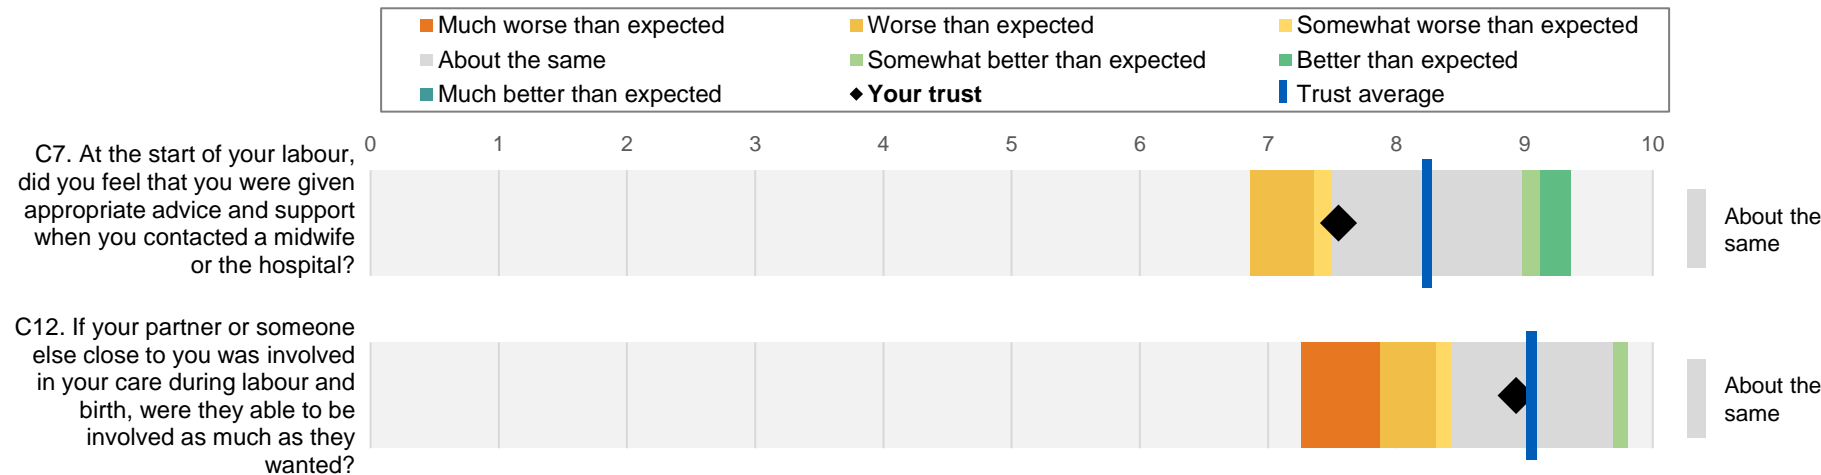 Much worse than expected
Worse than expected
Somewhat worse than expected
About the same
Somewhat better than expected
Better than expected
Much better than expected
Your trust
Trust average
0 1 2 3 4 5 6 7 8 9 10
C7. At the start of your labour,
did you feel that you were given
appropriate advice and support
when you contacted a midwife
or the hospital?
About the
same
C12. If your partner or someone
else close to you was involved
in your care during labour and
birth, were they able to be
involved as much as they
wanted?
About the
same